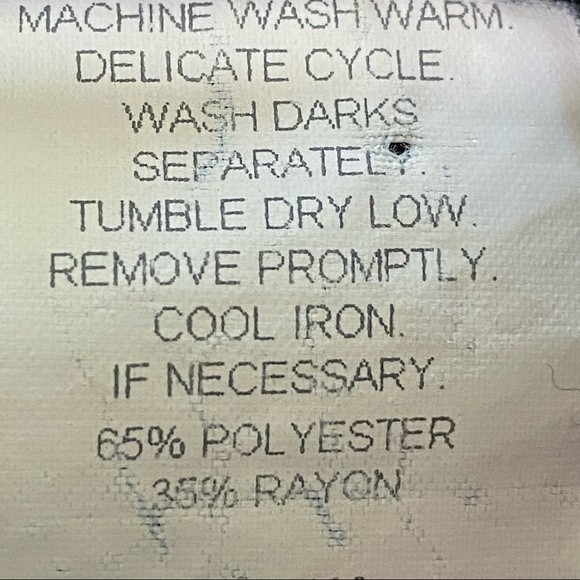 MACHINE WASH WARM.
DELICATE CYCLE.
WASH DARKS
SEPARATELY.
TUMBLE DRY LOW.
REMOVE PROMPTLY.
COOL IRON.
IF NECESSARY.
65% POLYESTER
35% RAYON